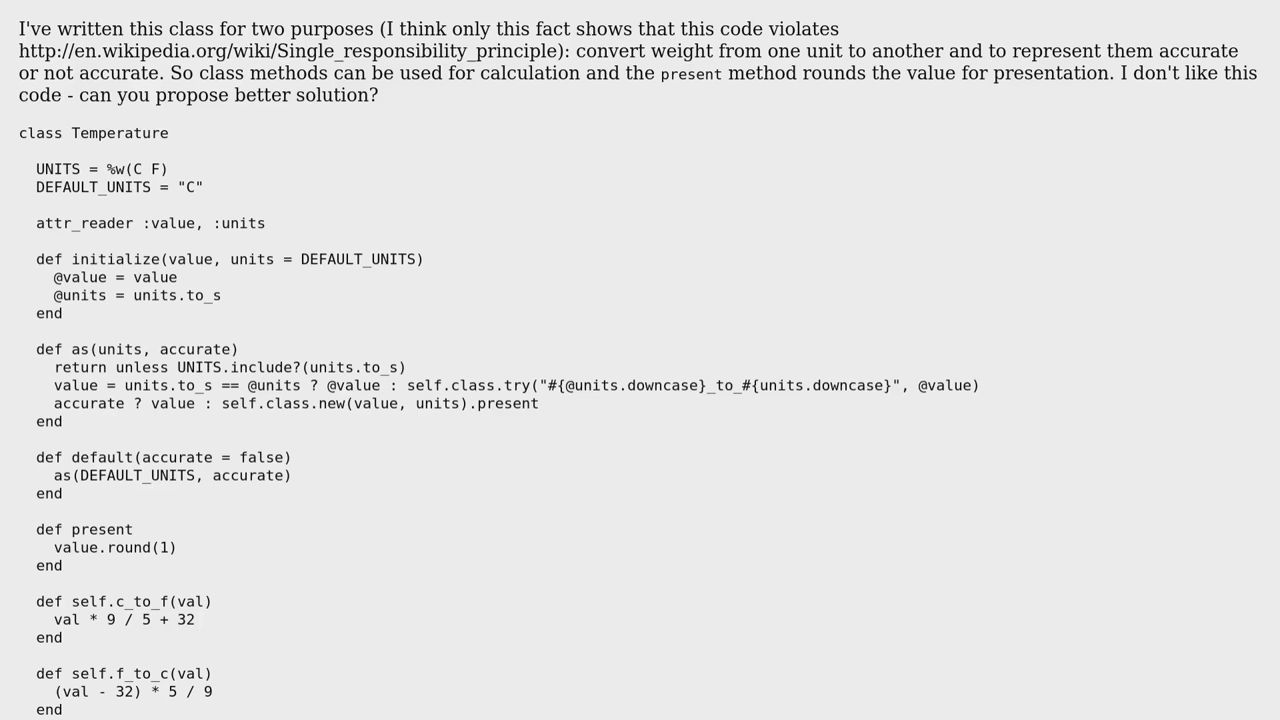 I've written this class for two purposes (I think only this fact shows that this code violates
http://en.wikipedia.org/wiki/Single_responsibility_principle): convert weight from one unit to another and to represent them accurate
or not accurate. So class methods can be used for calculation and the present method rounds the value for presentation. I don't like this
code - can you propose better solution?
class Temperature
  UNITS = %w(C F)
  DEFAULT_UNITS = "C"
  attr_reader :value, :units
  def initialize(value, units = DEFAULT_UNITS)
    @value = value
    @units = units.to_s
  end
  def as(units, accurate)
    return unless UNITS.include?(units.to_s)
    value = units.to_s == @units ? @value : self.class.try("#{@units.downcase}_to_#{units.downcase}", @value)
    accurate ? value : self.class.new(value, units).present
  end
  def default(accurate = false)
    as(DEFAULT_UNITS, accurate)
  end
  def present
    value.round(1)
  end
  def self.c_to_f(val)
    val * 9 / 5 + 32
  end
  def self.f_to_c(val)
    (val - 32) * 5 / 9
  end